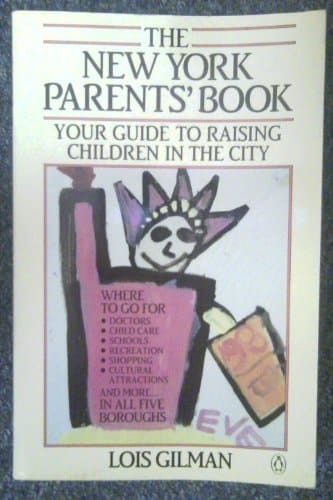 THE
NEW YORK
PARENTS' BOOK
YOUR GUIDE TO RAISING
CHILDREN IN THE CITY
WHERE
TO GO FOR
• DOCTORS
• CHILD CARE
• SCHOOLS
• RECREATION
• SHOPPING
• CULTURAL
ATTRACTIONS
AND MORE...
IN ALL FIVE
BOROUGHS
EVE
LOIS GILMAN